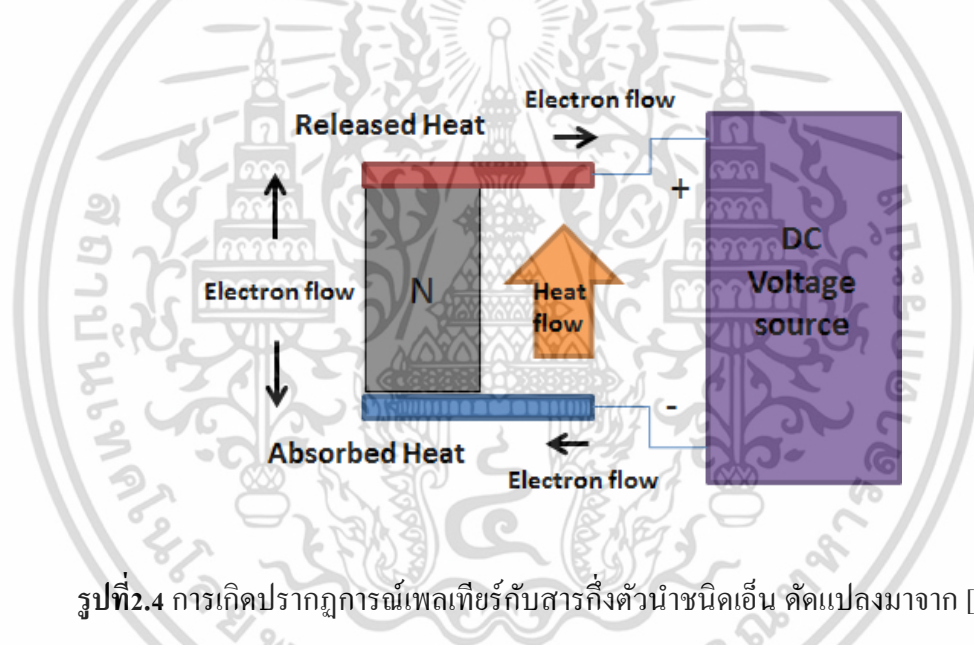 Electron flow
Released Heat
+
DC
Voltage
source
Electron flow
N
Heat
flow
-
Absorbed Heat
Electron flow
รูปที่2.4 การเกิดปรากฏการณ์เพลเทียร์กับสารกึ่งตัวนำชนิดเอ็น ดัดแปลงมาจาก [